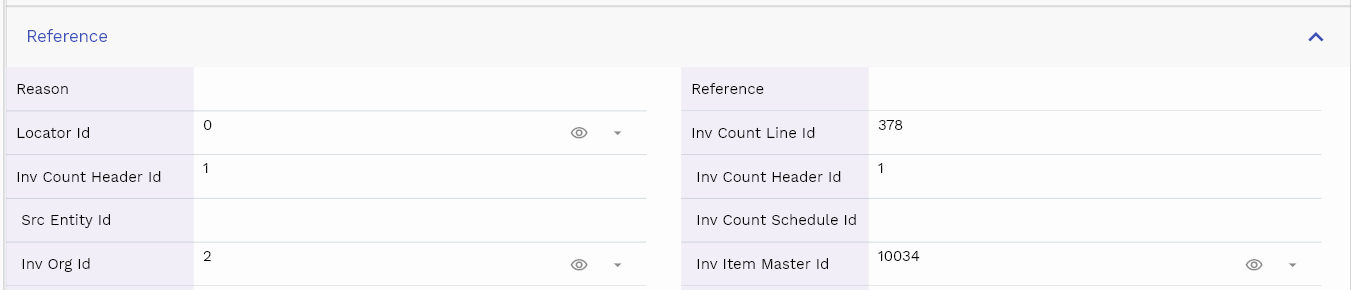 Reference
Reason
Reference
Locator Id 0
Inv Count Line Id 378
Inv Count Header Id 1
Inv Count Header Id 1
Src Entity Id
Inv Count Schedule Id
Inv Org Id 2
Inv Item Master Id 10034